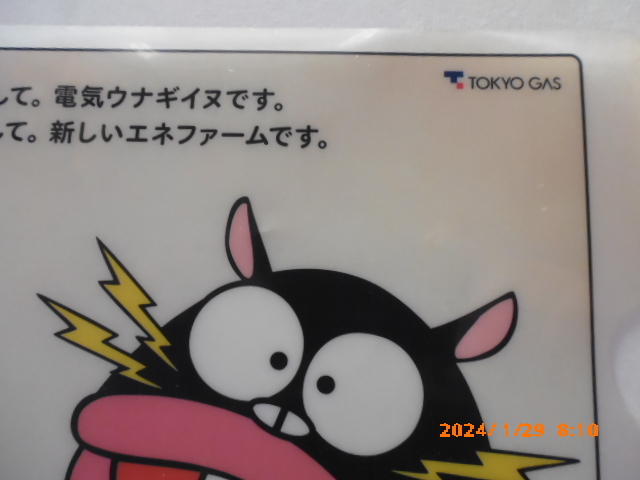 TOKYO GAS
して。電気ウナギイヌです。
して。新しいエネファームです。
2024/ 1/29 8:10